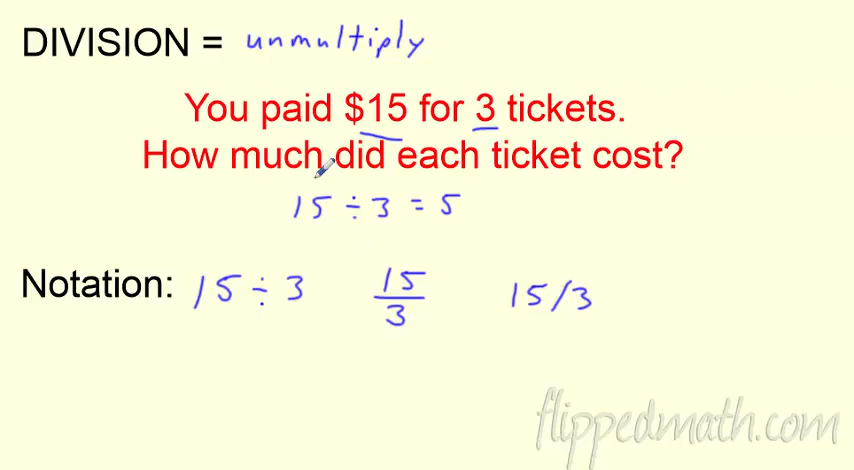 DIVISION = unmultiply
You paid $15 for 3 tickets.
How much did each ticket cost?
15 ÷ 3 = 5
Notation: 15 ÷ 3 15/3 15/3
flippedmath.com